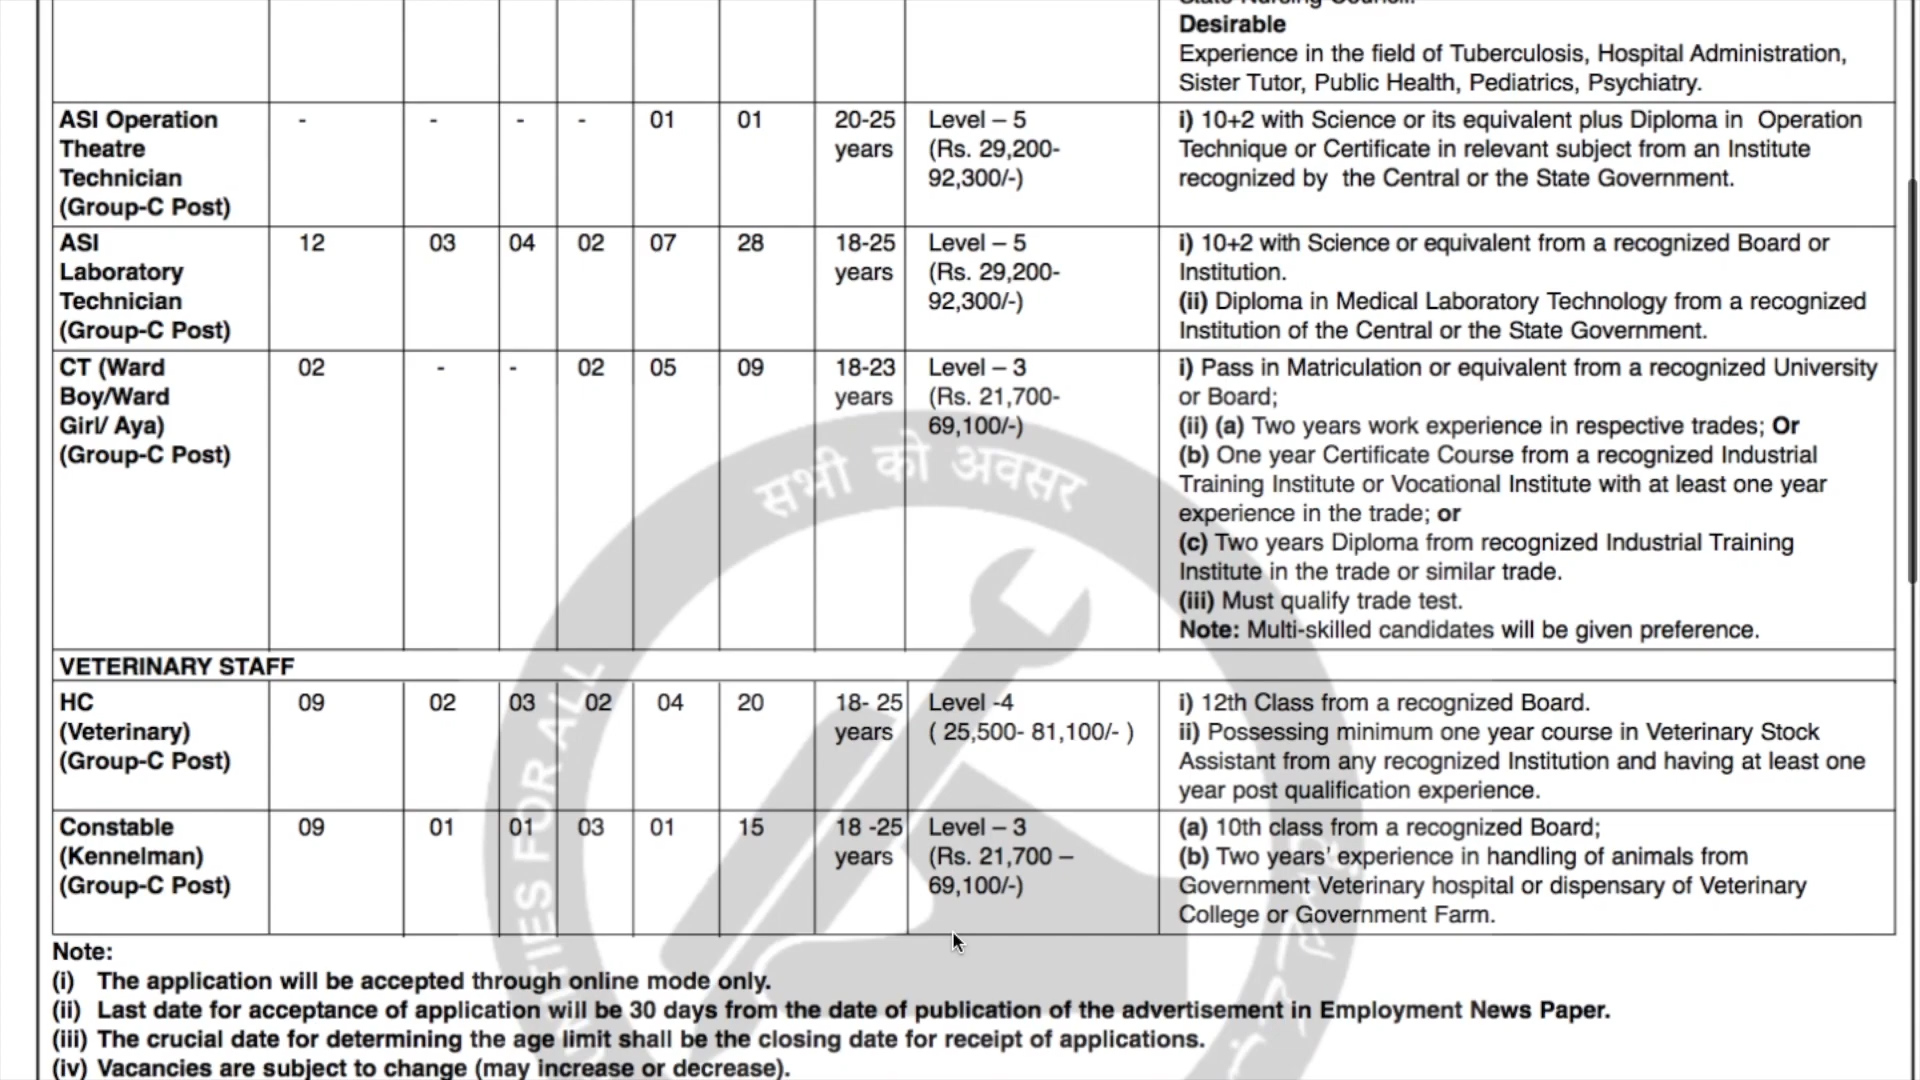 State Nursing Council.
Desirable
Experience in the field of Tuberculosis, Hospital Administration,
Sister Tutor, Public Health, Pediatrics, Psychiatry.
ASI Operation - - - - 01 01 20-25 Level – 5 i) 10+2 with Science or its equivalent plus Diploma in Operation
Theatre years (Rs. 29,200- Technique or Certificate in relevant subject from an Institute
Technician 92,300/-) recognized by the Central or the State Government.
(Group-C Post)
ASI 12 03 04 02 07 28 18-25 Level – 5 i) 10+2 with Science or equivalent from a recognized Board or
Laboratory years (Rs. 29,200- Institution.
Technician 92,300/-) (ii) Diploma in Medical Laboratory Technology from a recognized
(Group-C Post) Institution of the Central or the State Government.
CT (Ward 02 - - 02 05 09 18-23 Level – 3 i) Pass in Matriculation or equivalent from a recognized University
Boy/Ward years (Rs. 21,700- or Board;
Girl/ Aya) 69,100/-) (ii) (a) Two years work experience in respective trades; Or
(Group-C Post) (b) One year Certificate Course from a recognized Industrial
Training Institute or Vocational Institute with at least one year
experience in the trade; or
(c) Two years Diploma from recognized Industrial Training
Institute in the trade or similar trade.
(iii) Must qualify trade test.
Note: Multi-skilled candidates will be given preference.
VETERINARY STAFF
HC 09 02 03 02 04 20 18- 25 Level -4 i) 12th Class from a recognized Board.
(Veterinary) years ( 25,500- 81,100/- ) ii) Possessing minimum one year course in Veterinary Stock
(Group-C Post) Assistant from any recognized Institution and having at least one
year post qualification experience.
Constable 09 01 01 03 01 15 18 -25 Level – 3 (a) 10th class from a recognized Board;
(Kennelman) years (Rs. 21,700 – (b) Two years' experience in handling of animals from
(Group-C Post) 69,100/-) Government Veterinary hospital or dispensary of Veterinary
College or Government Farm.
Note:
(i) The application will be accepted through online mode only.
(ii) Last date for acceptance of application will be 30 days from the date of publication of the advertisement in Employment News Paper.
(iii) The crucial date for determining the age limit shall be the closing date for receipt of applications.
(iv) Vacancies are subject to change (may increase or decrease).
सभी को अवसर
FOR ALL